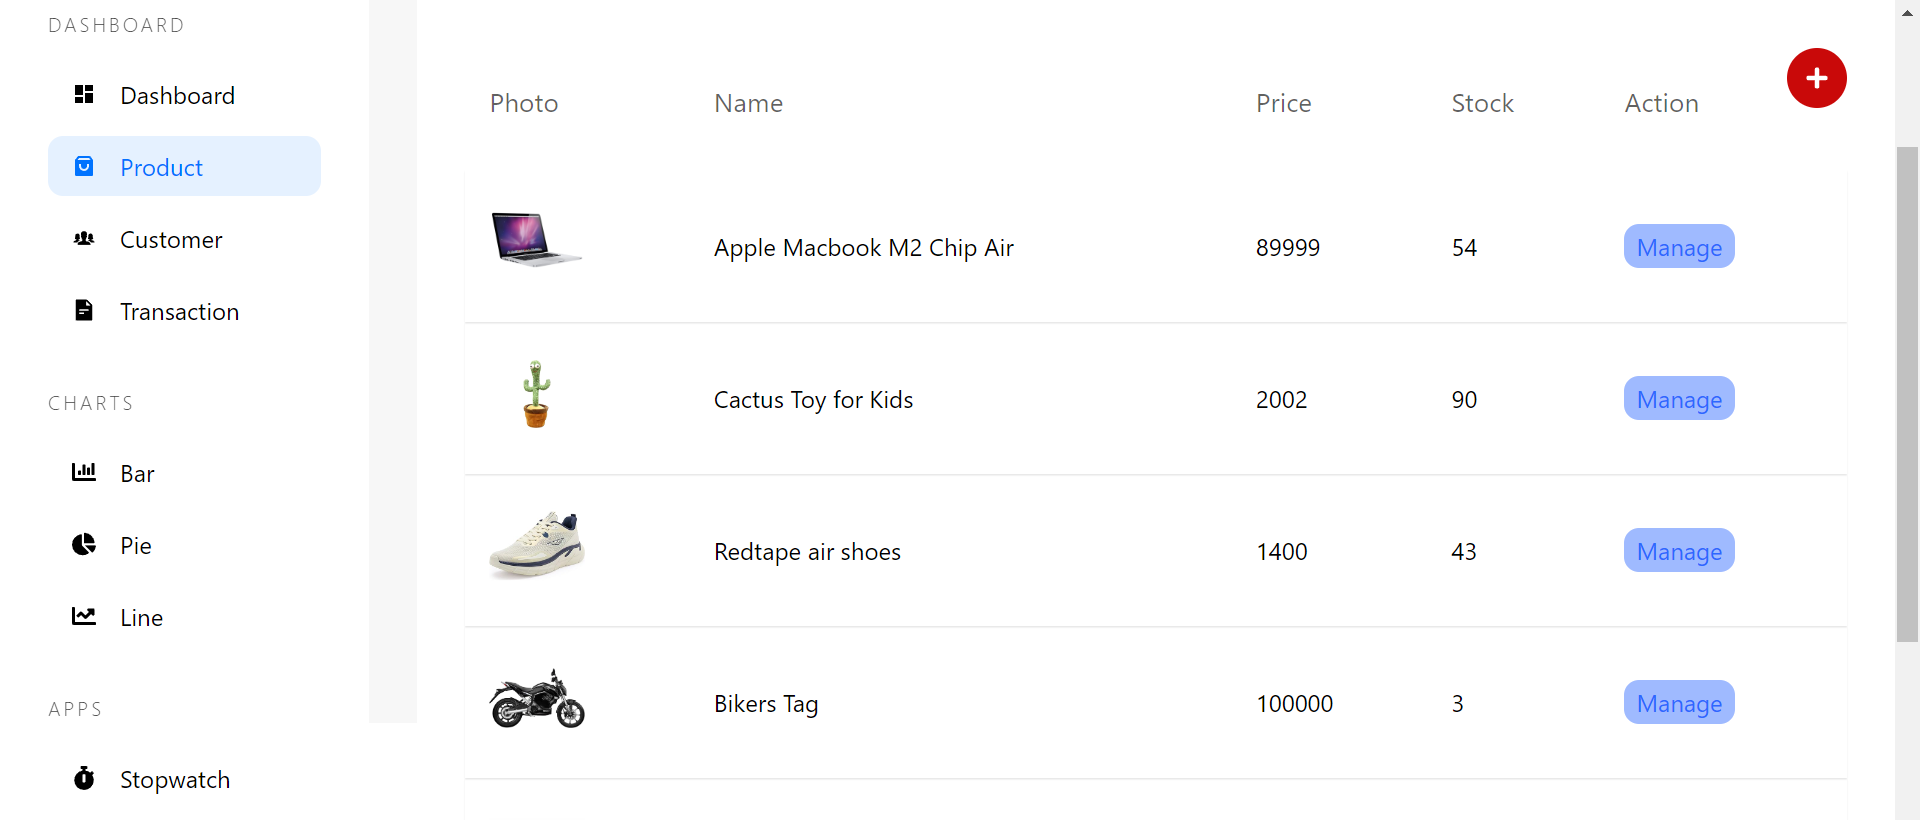 DASHBOARD
Dashboard
Product
Customer
Transaction
CHARTS
Bar
Pie
Line
APPS
Stopwatch
Photo Name Price Stock Action
Apple Macbook M2 Chip Air 89999 54 Manage
Cactus Toy for Kids 2002 90 Manage
Redtape air shoes 1400 43 Manage
Bikers Tag 100000 3 Manage